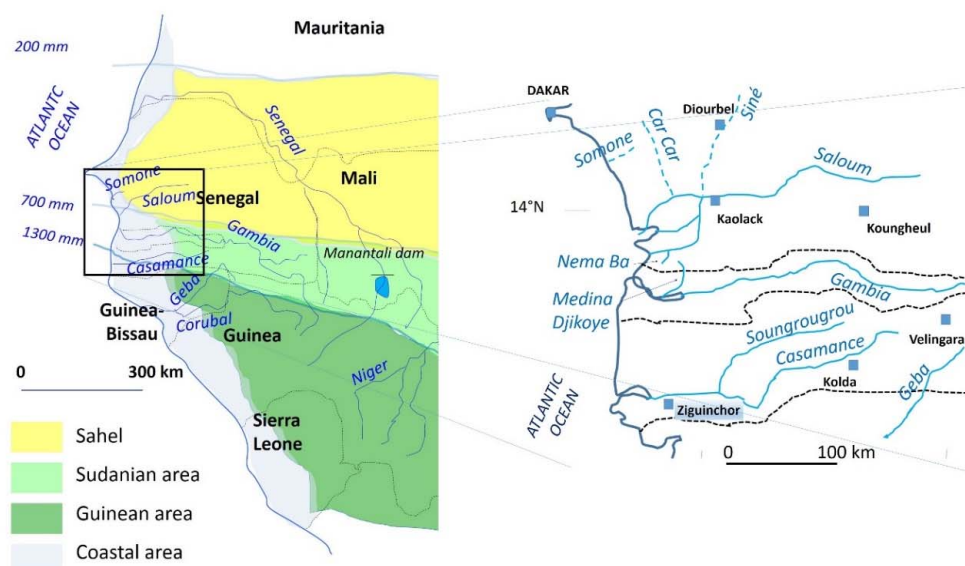 Mauritania
200 mm
ATLANTC
OCEAN
Senegal
Mali
Somone
Saloum
Senegal
700 mm
1300 mm
Gambia
Manantali dam
Casamance
Geba
Guinea-
Bissau
Corubal
Guinea
0
300 km
Niger
Sierra
Leone
Sahel
Sudanian area
Guinean area
Coastal area
DAKAR
Somone
Car Car
Diourbel
Siné
Saloum
14°N
Kaolack
Koungheul
Nema Ba
Medina
Djikoye
Gambia
Soungrougrou
Casamance
Velingara
Kolda
Geba
ATLANTIC
OCEAN
Ziguinchor
0
100 km